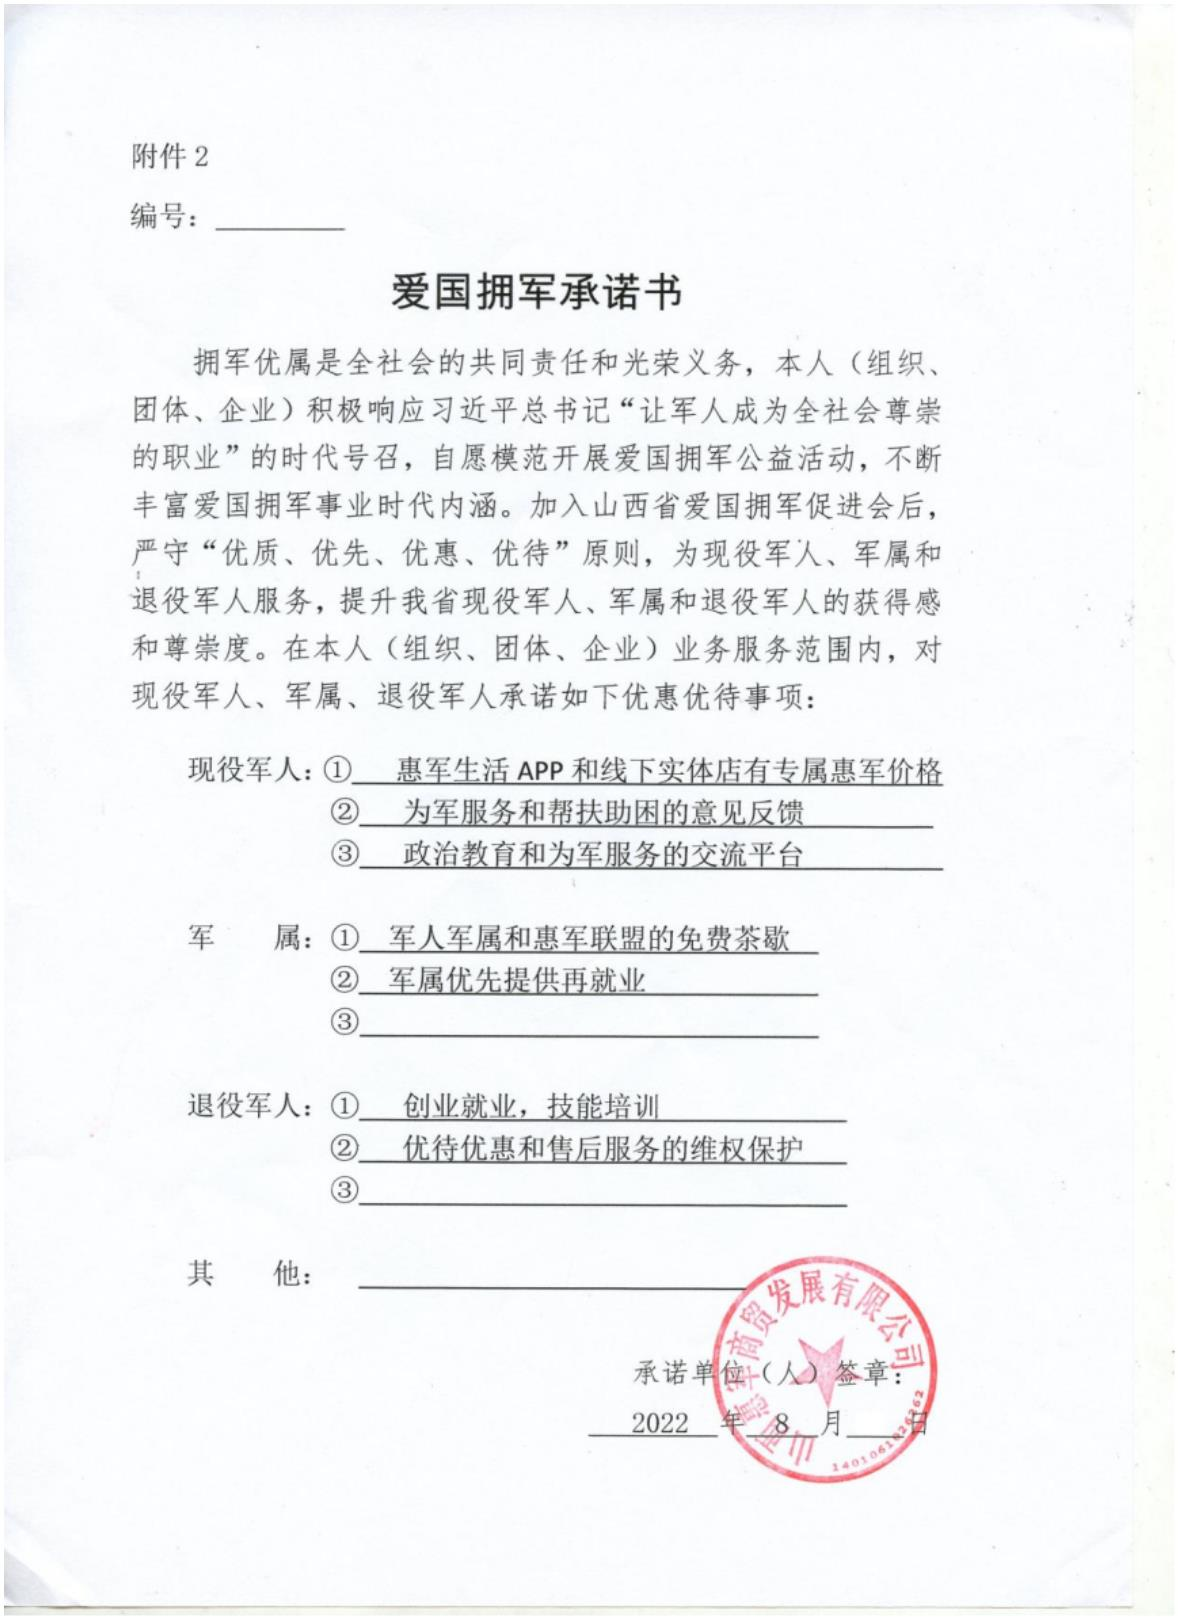 附件 2
编号：
爱国拥军承诺书
拥军优属是全社会的共同责任和光荣义务，本人（组织、
团体、企业）积极响应习近平总书记“让军人成为全社会尊崇
的职业”的时代号召，自愿模范开展爱国拥军公益活动，不断
丰富爱国拥军事业时代内涵。加入山西省爱国拥军促进会后，
严守“优质、优先、优惠、优待”原则，为现役军人、军属和
退役军人服务，提升我省现役军人、军属和退役军人的获得感
和尊崇度。在本人（组织、团体、企业）业务服务范围内，对
现役军人、军属、退役军人承诺如下优惠优待事项：
现役军人：① 惠军生活 APP 和线下实体店有专属惠军价格
② 为军服务和帮扶助困的意见反馈
③ 政治教育和为军服务的交流平台
军 属：① 军人军属和惠军联盟的免费茶歇
② 军属优先提供再就业
③
退役军人：① 创业就业，技能培训
② 优待优惠和售后服务的维权保护
③
其 他：
承诺单位（人）签章：
2022 年 8 月 日
山西惠军商贸发展有限公司
1401061026262